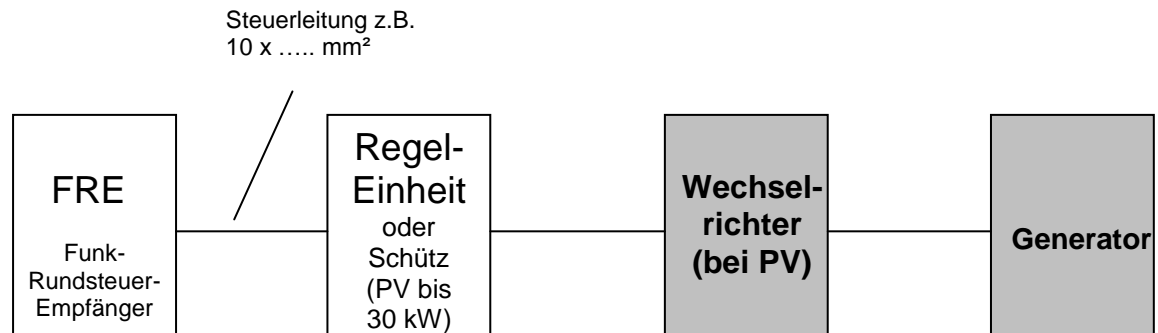 Steuerleitung z.B.
10 x ….. mm²
FRE
Funk-
Rundsteuer-
Empfänger
Regel-
Einheit
oder
Schütz
(PV bis
30 kW)
Wechsel-
richter
(bei PV)
Generator